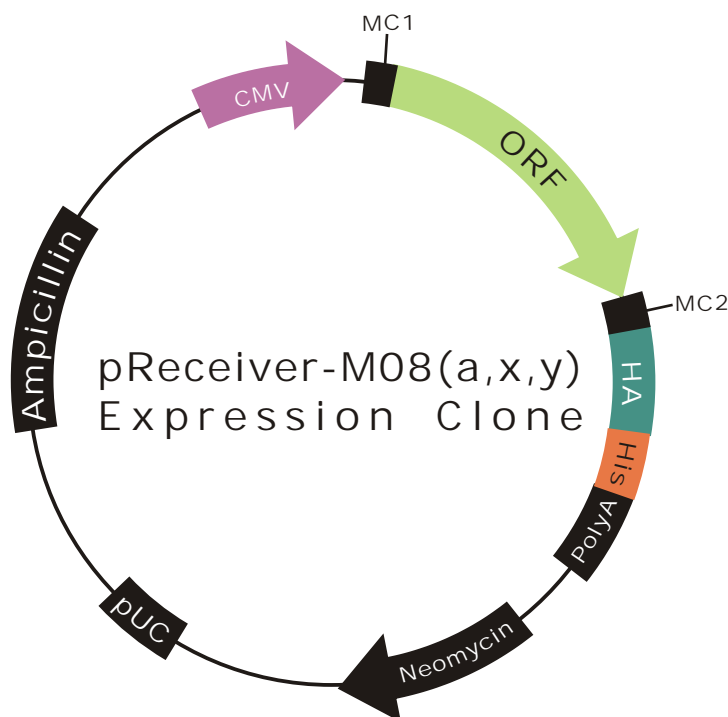 MC1
CMV
ORF
MC2
Ampicillin
pReceiver-M08(a,x,y)
Expression Clone
HA
His
PolyA
Neomycin
pUC